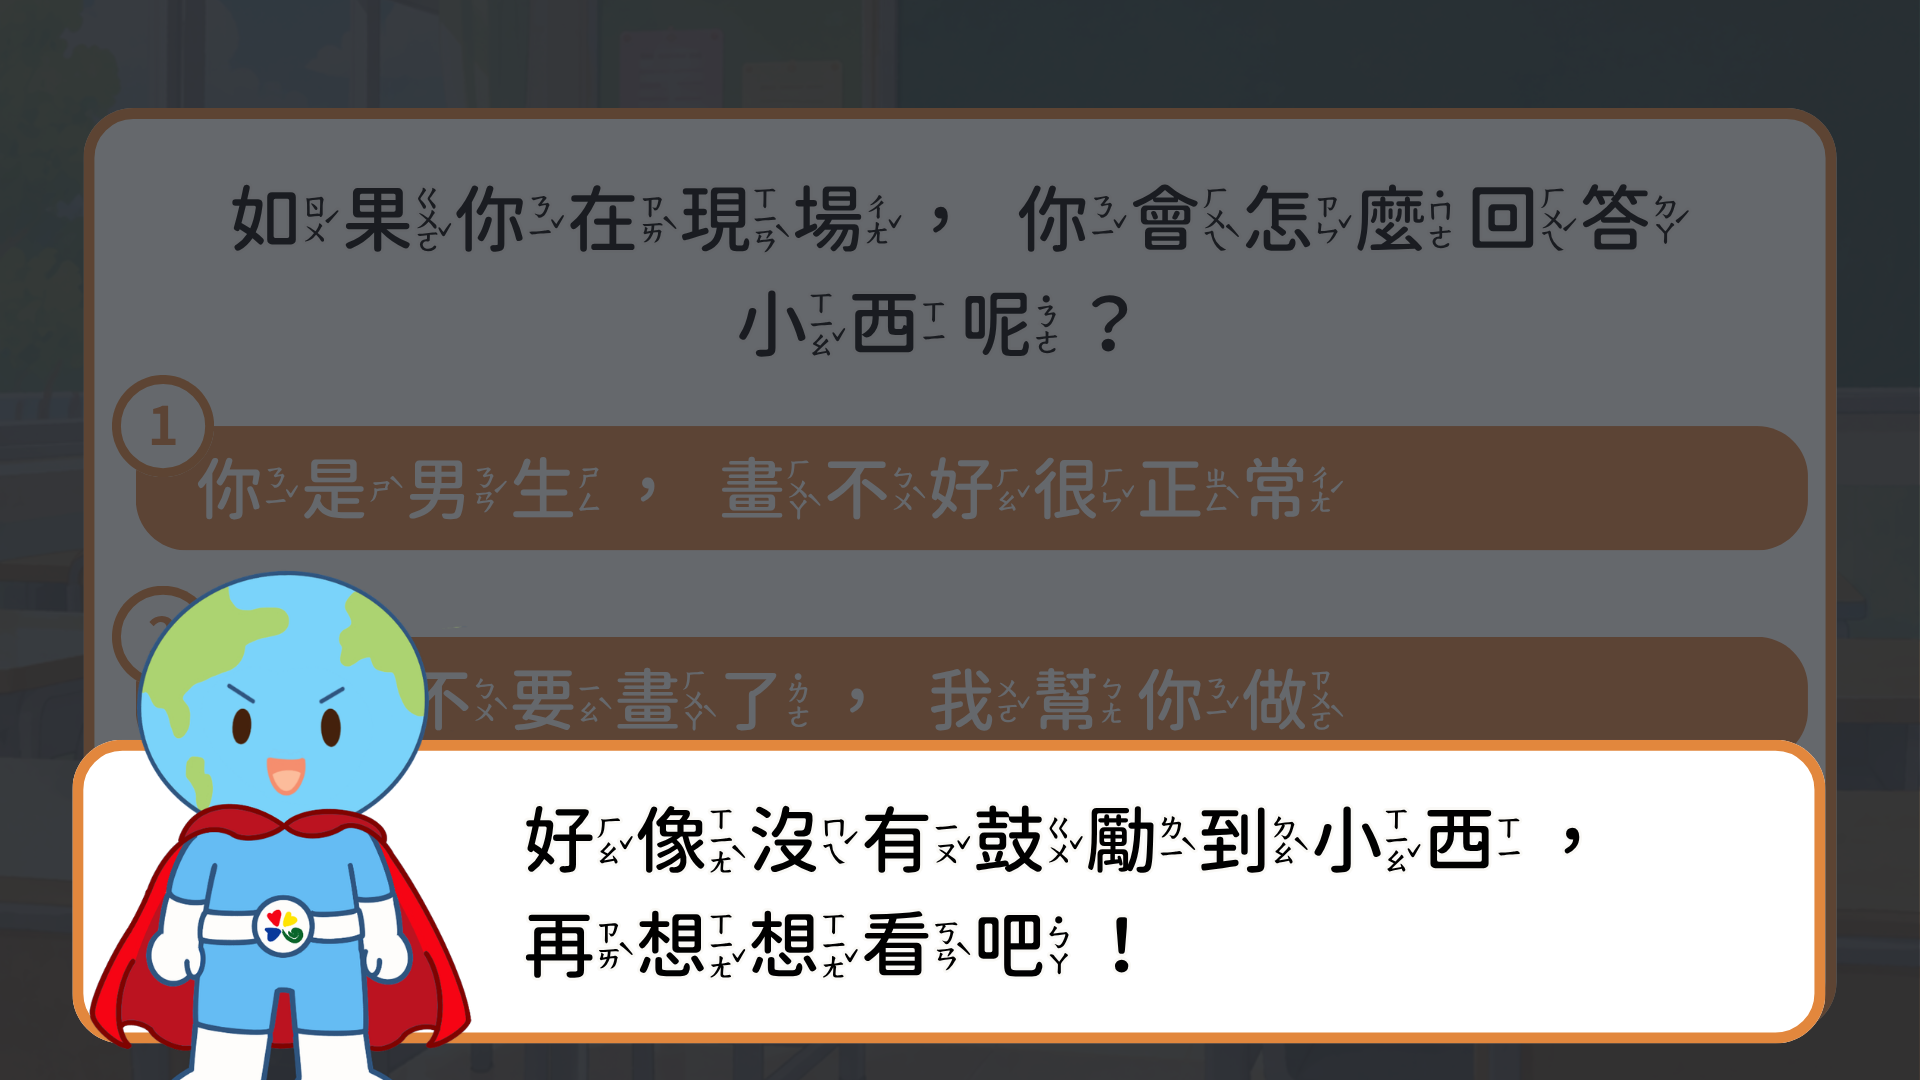 如果你在現場，你會怎麼回答
小西呢？
1
你是男生，畫不好很正常
不要畫了，我幫你做
好像沒有鼓勵到小西，
再想想看吧！